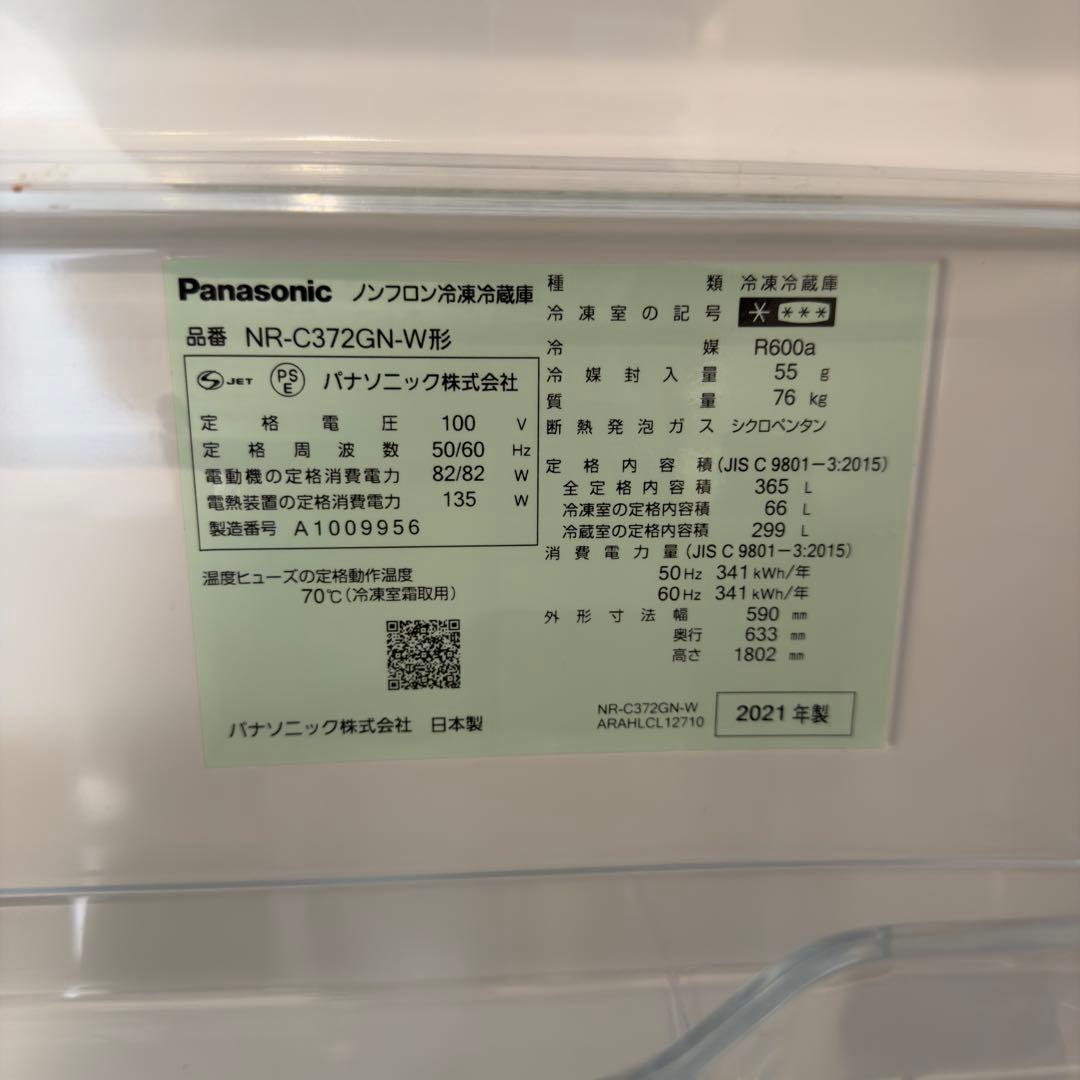 Panasonic ノンフロン冷凍冷蔵庫
品番 NR-C372GN-W形
JET PSE パナソニック株式会社
定格電圧 100 V
定格周波数 50/60 Hz
電動機の定格消費電力 82/82 W
電熱装置の定格消費電力 135 W
製造番号 A1009956
温度ヒューズの定格動作温度
70℃(冷凍室霜取用)
パナソニック株式会社 日本製
種類 冷凍冷蔵庫
冷凍室の記号 * ***
冷媒 R600a
冷媒封入量 55 g
質量 76 kg
断熱発泡ガス シクロペンタン
定格内容積(JIS C 9801-3:2015)
全定格内容積 365 L
冷凍室の定格内容積 66 L
冷蔵室の定格内容積 299 L
消費電力量(JIS C 9801-3:2015)
50Hz 341kWh/年
60Hz 341kWh/年
外形寸法 幅 590 mm
奥行 633 mm
高さ 1802 mm
NR-C372GN-W
ARAHLCL12710
2021年製